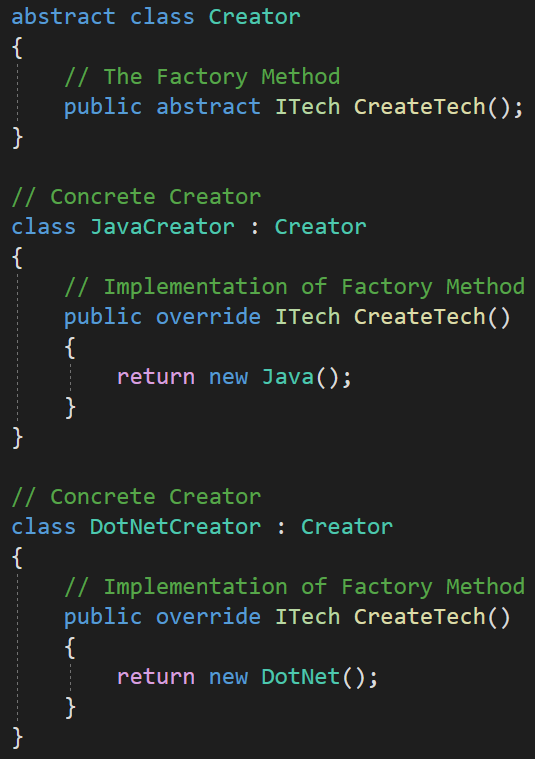 abstract class Creator
{
    // The Factory Method
    public abstract ITech CreateTech();
}

// Concrete Creator
class JavaCreator : Creator
{
    // Implementation of Factory Method
    public override ITech CreateTech()
    {
        return new Java();
    }
}

// Concrete Creator
class DotNetCreator : Creator
{
    // Implementation of Factory Method
    public override ITech CreateTech()
    {
        return new DotNet();
    }
}